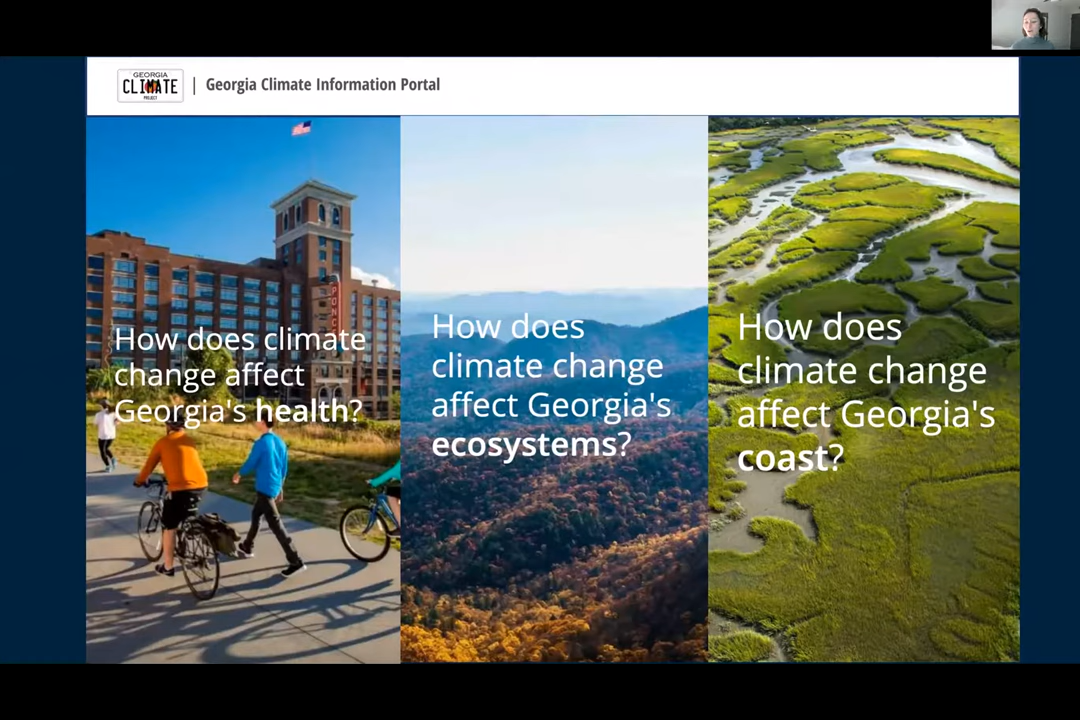 GEORGIA
CLIMATE
PROJECT
| Georgia Climate Information Portal
How does climate
change affect
Georgia's health?
How does
climate change
affect Georgia's
ecosystems?
How does
climate change
affect Georgia's
coast?